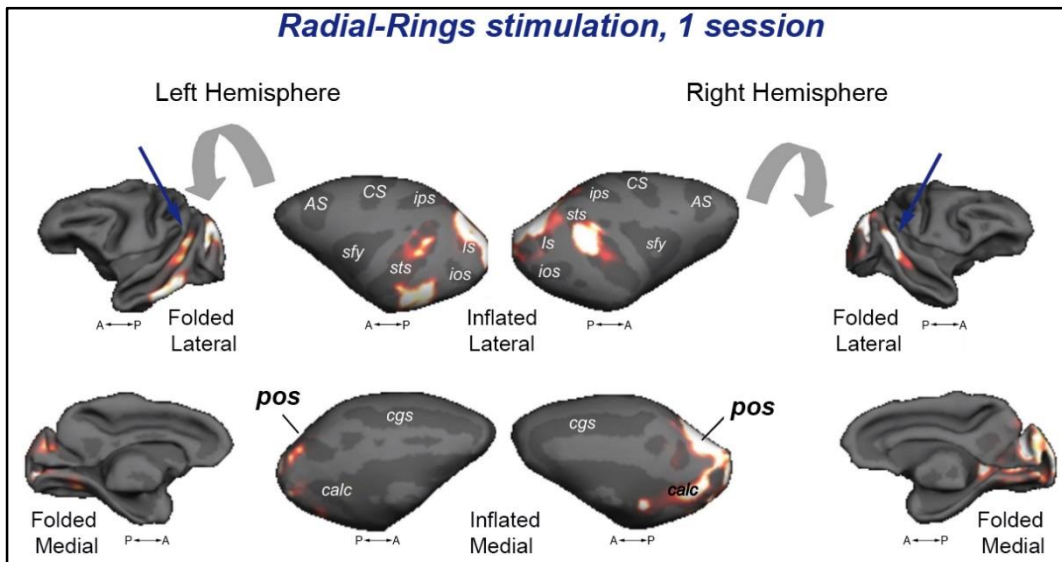 Radial-Rings stimulation, 1 session
Left Hemisphere
Right Hemisphere
AS
CS
ips
sfy
sts
ls
ios
ips
CS
AS
sts
ls
sfy
ios
A P
Folded
Lateral
A P
Inflated
Lateral
P A
Folded
Lateral
P A
pos
cgs
calc
cgs
pos
calc
Folded
Medial
P A
P A
Inflated
Medial
A P
A P
Folded
Medial